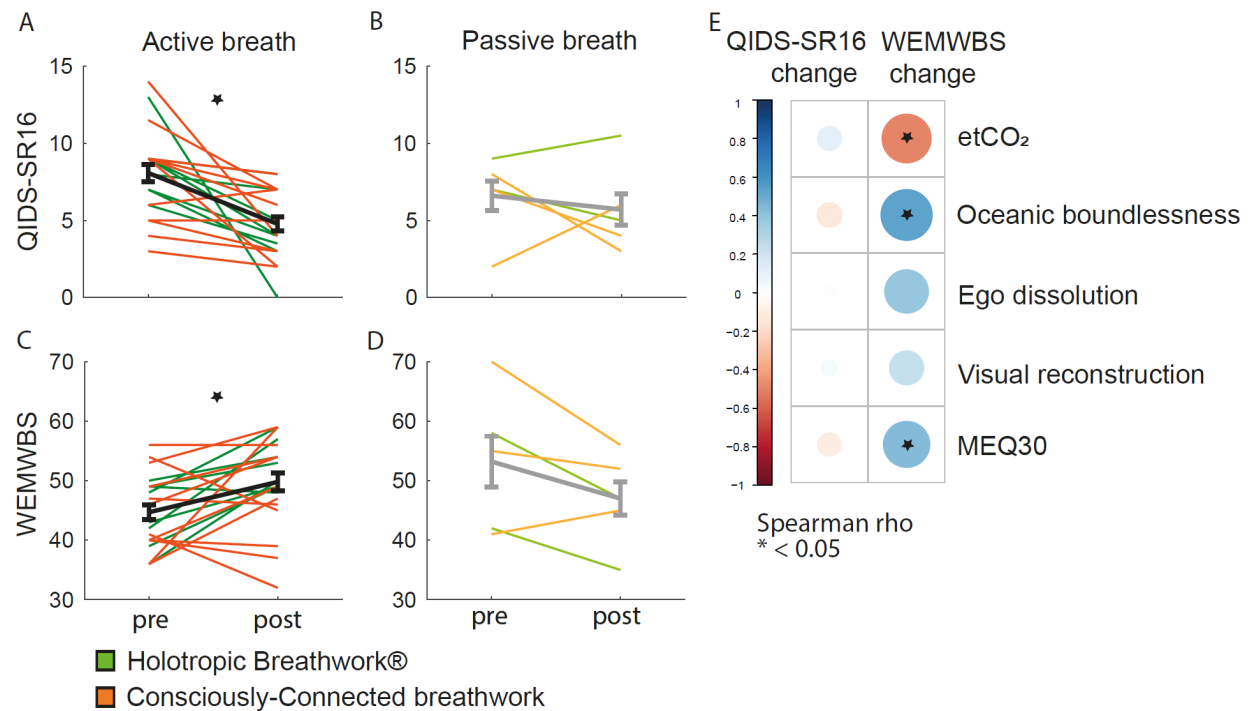 A
Active breath
QIDS-SR16
15
10
5
0
B
Passive breath
15
10
5
0
C
WEMWBS
70
60
50
40
30
pre
post
D
70
60
50
40
30
pre
post
Holotropic Breathwork®
Consciously-Connected breathwork
E
QIDS-SR16
change
WEMWBS
change
1
0.8
0.6
0.4
0.2
0
−0.2
−0.4
−0.6
−0.8
−1
etCO₂
Oceanic boundlessness
Ego dissolution
Visual reconstruction
MEQ30
Spearman rho
* < 0.05